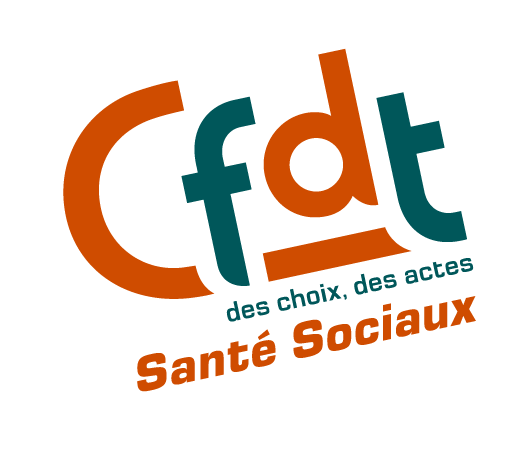 Cfdt
des choix, des actes
Santé Sociaux